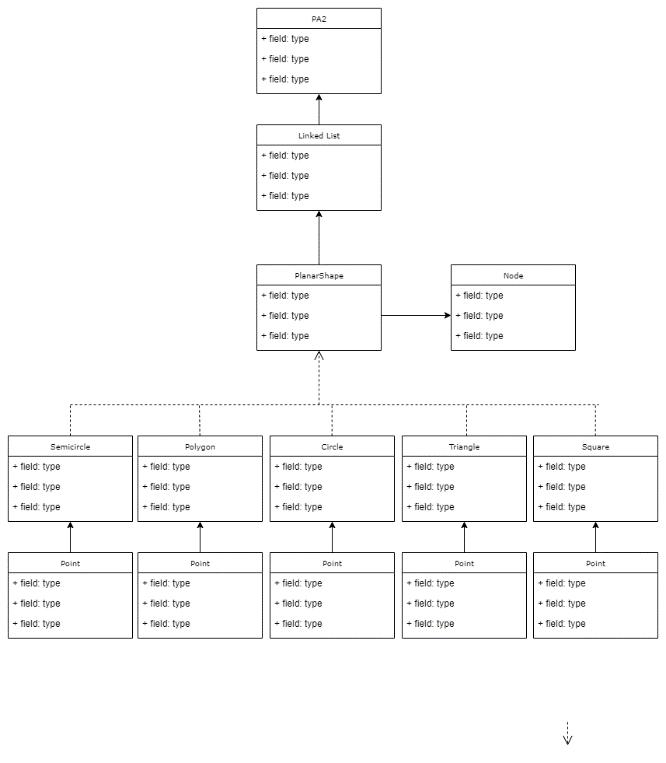 PA2
+ field: type
+ field: type
+ field: type
Linked List
+ field: type
+ field: type
+ field: type
PlanarShape
+ field: type
+ field: type
+ field: type
Node
+ field: type
+ field: type
+ field: type
Semicircle
+ field: type
+ field: type
+ field: type
Polygon
+ field: type
+ field: type
+ field: type
Circle
+ field: type
+ field: type
+ field: type
Triangle
+ field: type
+ field: type
+ field: type
Square
+ field: type
+ field: type
+ field: type
Point
+ field: type
+ field: type
+ field: type
Point
+ field: type
+ field: type
+ field: type
Point
+ field: type
+ field: type
+ field: type
Point
+ field: type
+ field: type
+ field: type
Point
+ field: type
+ field: type
+ field: type